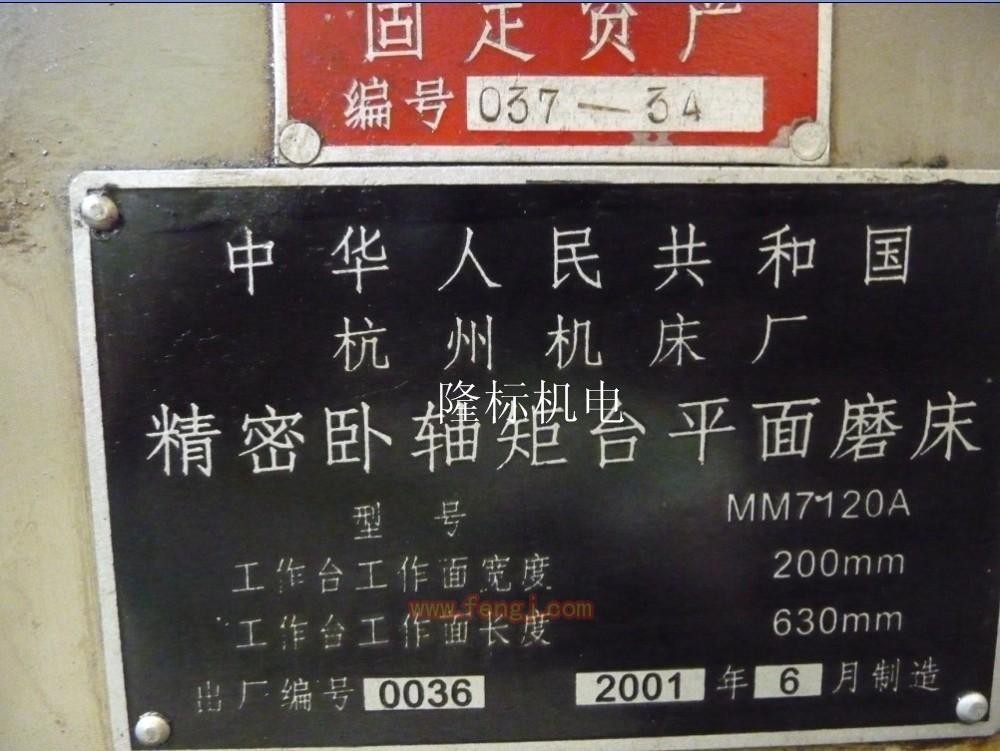 固定资产
编号 037-34
中华人民共和国
杭州机床厂
隆标机电
精密卧轴矩台平面磨床
型号 MM7120A
工作台工作面宽度 200mm
www.fengj.com
工作台工作面长度 630mm
出厂编号 0036 2001 年 6 月制造